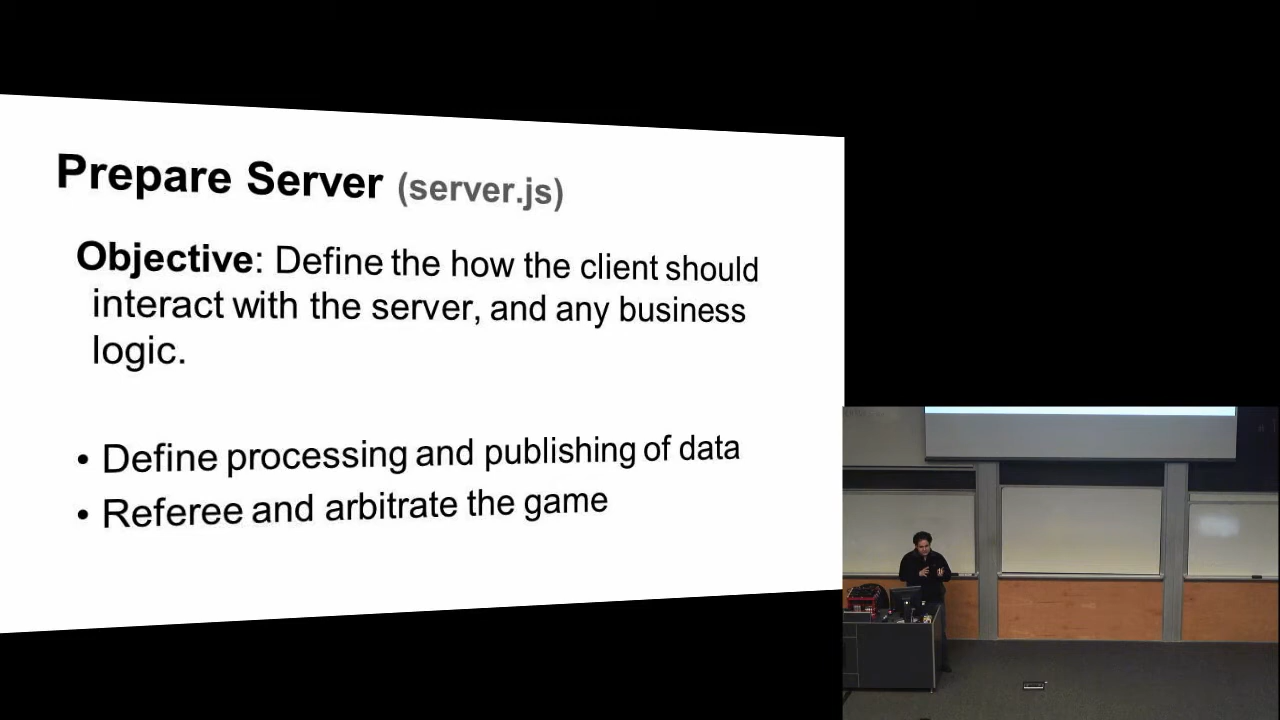 Prepare Server (server.js)
Objective: Define the how the client should
interact with the server, and any business
logic.
• Define processing and publishing of data
• Referee and arbitrate the game